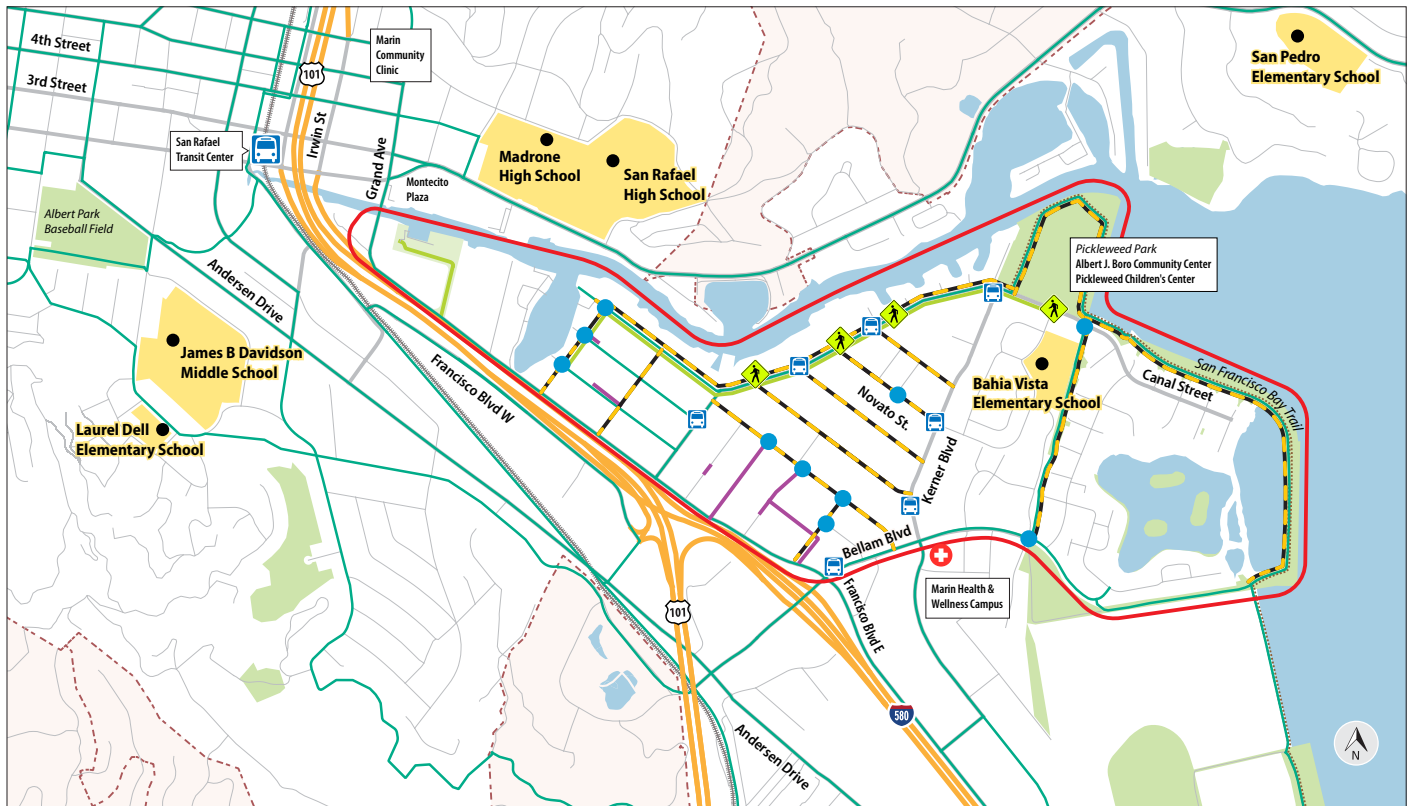 4th Street
3rd Street
101
Irwin St
Marin
Community
Clinic
San Pedro
Elementary School
San Rafael
Transit Center
Grand Ave
Montecito
Plaza
Madrone
High School
San Rafael
High School
Albert Park
Baseball Field
Andersen Drive
Pickleweed Park
Albert J. Boro Community Center
Pickleweed Children's Center
James B Davidson
Middle School
Laurel Dell
Elementary School
Francisco Blvd W
Novato St.
Bahia Vista
Elementary School
Canal Street
San Francisco Bay Trail
Kerner Blvd
Bellam Blvd
Marin Health &
Wellness Campus
Francisco Blvd E
101
580
Andersen Drive
N